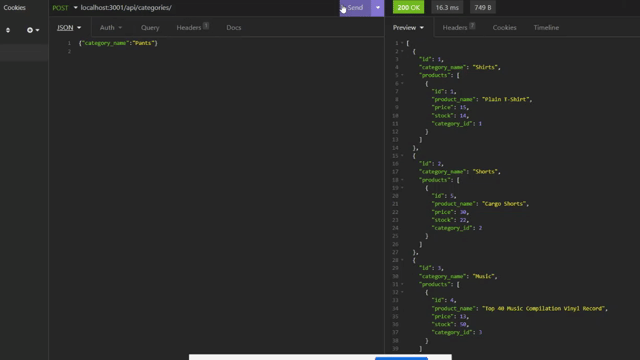 Cookies
POST localhost:3001/api/categories/
Send
200 OK 16.3 ms 749 B
JSON Auth Query Headers 1 Docs
Preview Headers 7 Cookies Timeline
1 {"category_name":"Pants"}
2
1 [
2 {
3 "id": 1,
4 "category_name": "Shirts",
5 "products": [
6 {
7 "id": 1,
8 "product_name": "Plain T-Shirt",
9 "price": 15,
10 "stock": 14,
11 "category_id": 1
12 }
13 ]
14 },
15 {
16 "id": 2,
17 "category_name": "Shorts",
18 "products": [
19 {
20 "id": 5,
21 "product_name": "Cargo Shorts",
22 "price": 30,
23 "stock": 22,
24 "category_id": 2
25 }
26 ]
27 },
28 {
29 "id": 3,
30 "category_name": "Music",
31 "products": [
32 {
33 "id": 4,
34 "product_name": "Top 40 Music Compilation Vinyl Record",
35 "price": 13,
36 "stock": 50,
37 "category_id": 3
38 }
39 ]